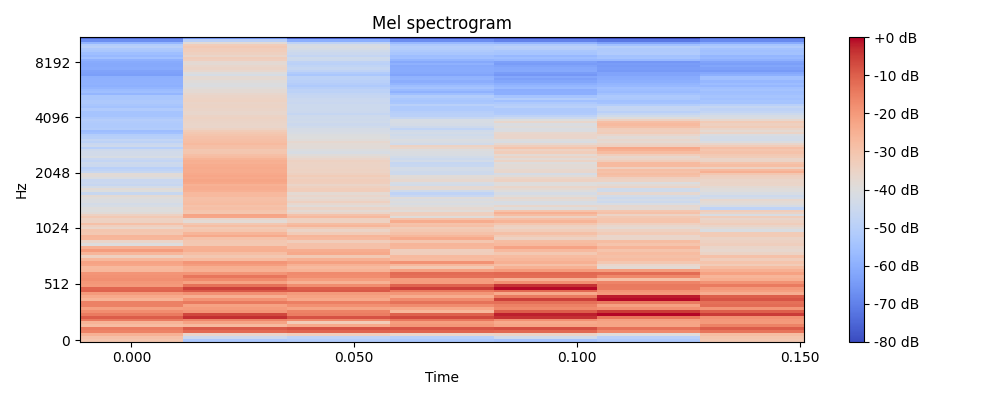 Mel spectrogram
Hz
8192
4096
2048
1024
512
0
0.000
0.050
0.100
0.150
Time
+0 dB
-10 dB
-20 dB
-30 dB
-40 dB
-50 dB
-60 dB
-70 dB
-80 dB